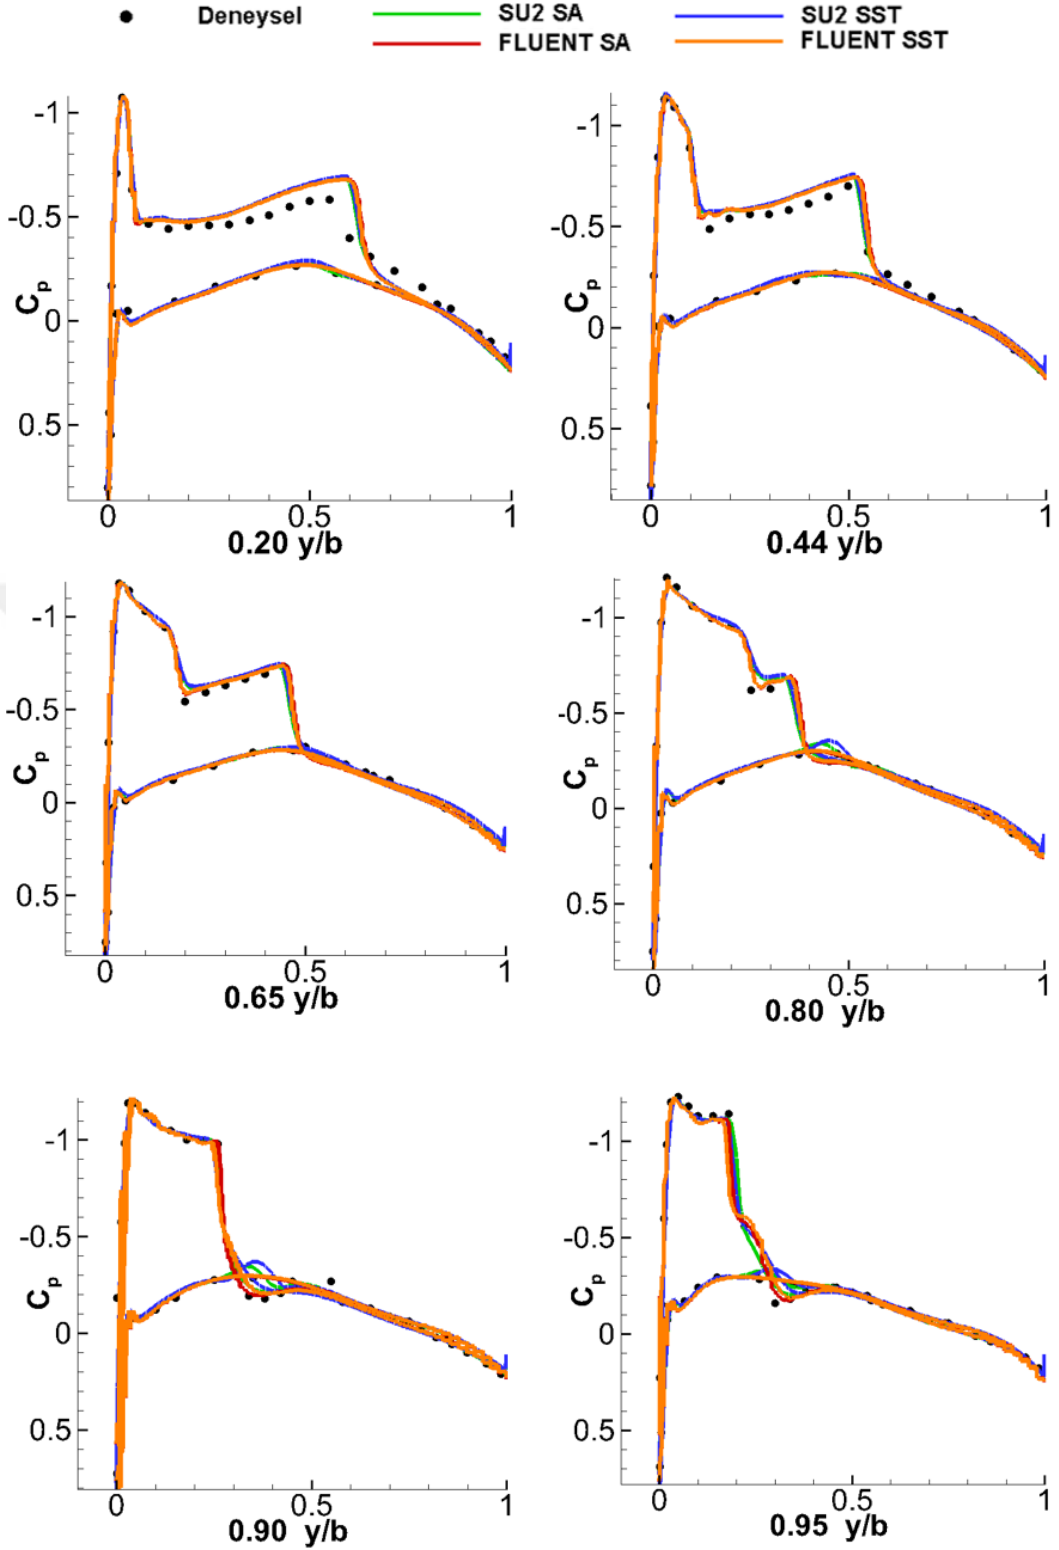 Deneysel SU2 SA SU2 SST
FLUENT SA FLUENT SST
-1 -1
-0.5 -0.5
Cp Cp
0 0
0.5 0.5
0 0.5 1 0 0.5 1
0.20 y/b 0.44 y/b
-1 -1
-0.5 -0.5
Cp Cp
0 0
0.5 0.5
0 0.5 1 0 0.5 1
0.65 y/b 0.80 y/b
-1 -1
-0.5 -0.5
Cp Cp
0 0
0.5 0.5
0 0.5 1 0 0.5 1
0.90 y/b 0.95 y/b